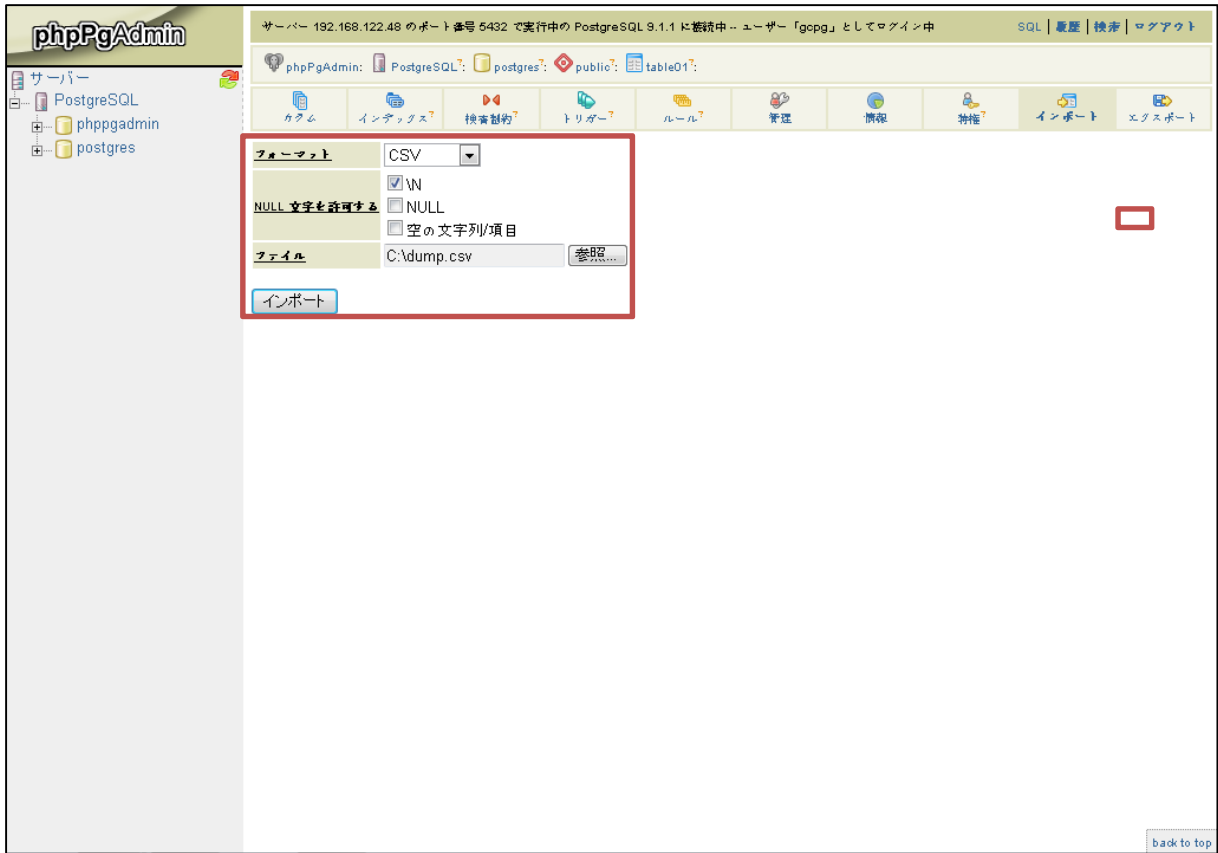 phpPgAdmin
サーバー 192.168.122.48 のポート番号 5432 で実行中の PostgreSQL 9.1.1 に接続中 -- ユーザー「gopg」としてログイン中
SQL | 履歴 | 検索 | ログアウト
phpPgAdmin: PostgreSQL?: postgres?: public?: table01?:
サーバー
PostgreSQL
phppgadmin
postgres
カラム インデックス? 検査制約? トリガー? ルール? 管理 情報 特権? インポート エクスポート
フォーマット CSV
NULL 文字を許可する
\N
NULL
空の文字列/項目
ファイル C:\dump.csv 参照...
インポート
back to top